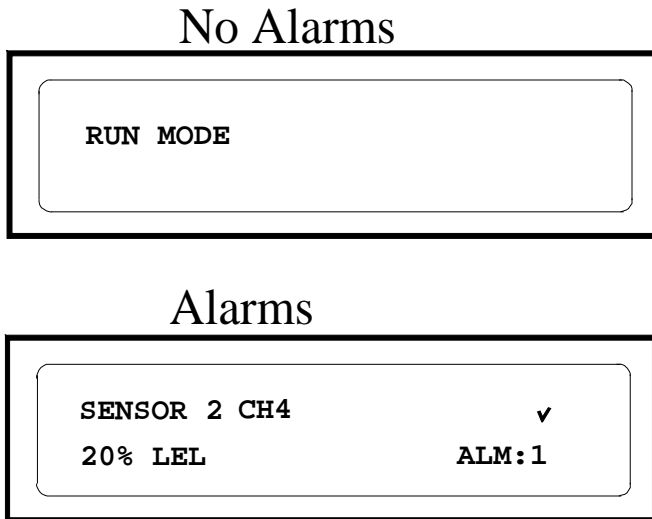 No Alarms
RUN MODE
Alarms
SENSOR 2 CH4 ✓
20% LEL ALM:1